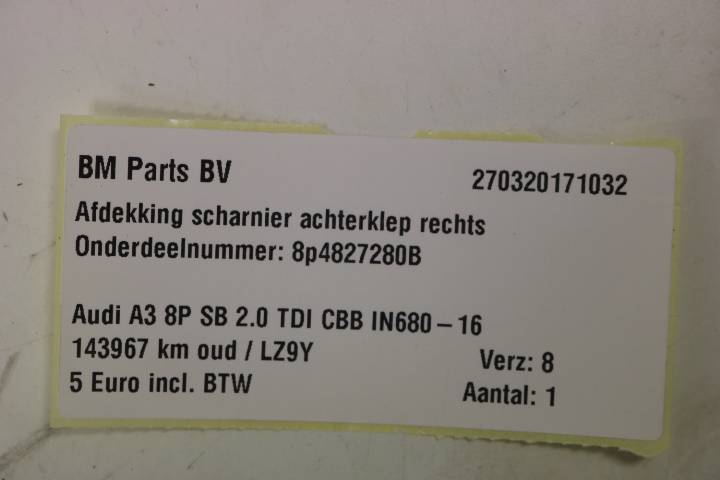 BM Parts BV 270320171032
Afdekking scharnier achterklep rechts
Onderdeelnummer: 8p4827280B
Audi A3 8P SB 2.0 TDI CBB IN680-16
143967 km oud / LZ9Y Verz: 8
5 Euro incl. BTW Aantal: 1